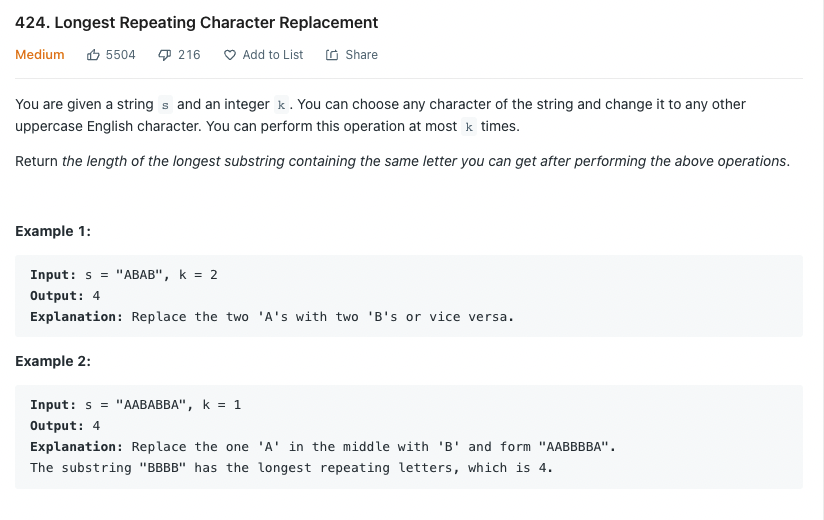 424. Longest Repeating Character Replacement
Medium 5504 216 Add to List Share
You are given a string s and an integer k. You can choose any character of the string and change it to any other
uppercase English character. You can perform this operation at most k times.
Return the length of the longest substring containing the same letter you can get after performing the above operations.
Example 1:
Input: s = "ABAB", k = 2
Output: 4
Explanation: Replace the two 'A's with two 'B's or vice versa.
Example 2:
Input: s = "AABABBA", k = 1
Output: 4
Explanation: Replace the one 'A' in the middle with 'B' and form "AABBBBA".
The substring "BBBB" has the longest repeating letters, which is 4.